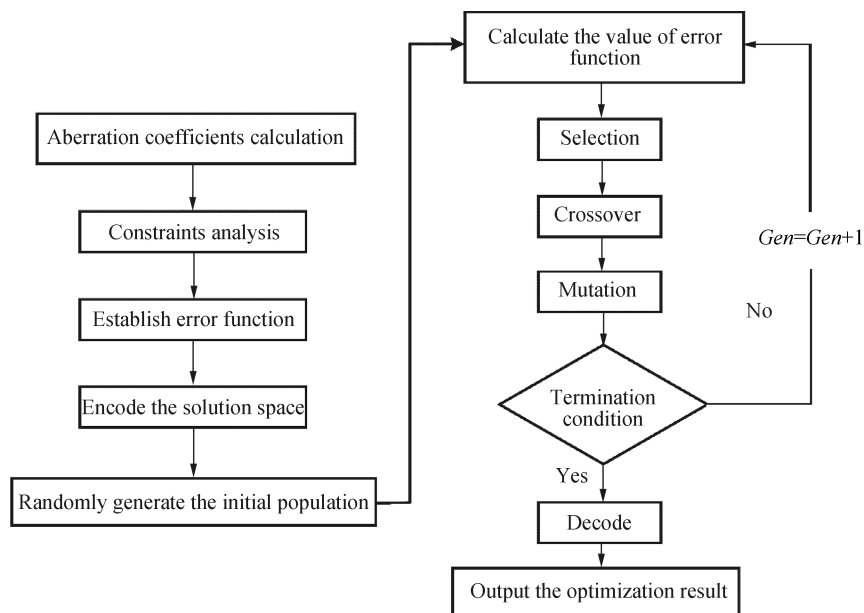 Aberration coefficients calculation
Constraints analysis
Establish error function
Encode the solution space
Randomly generate the initial population
Calculate the value of error
function
Selection
Crossover
Mutation
Termination
condition
Gen=Gen+1
No
Yes
Decode
Output the optimization result